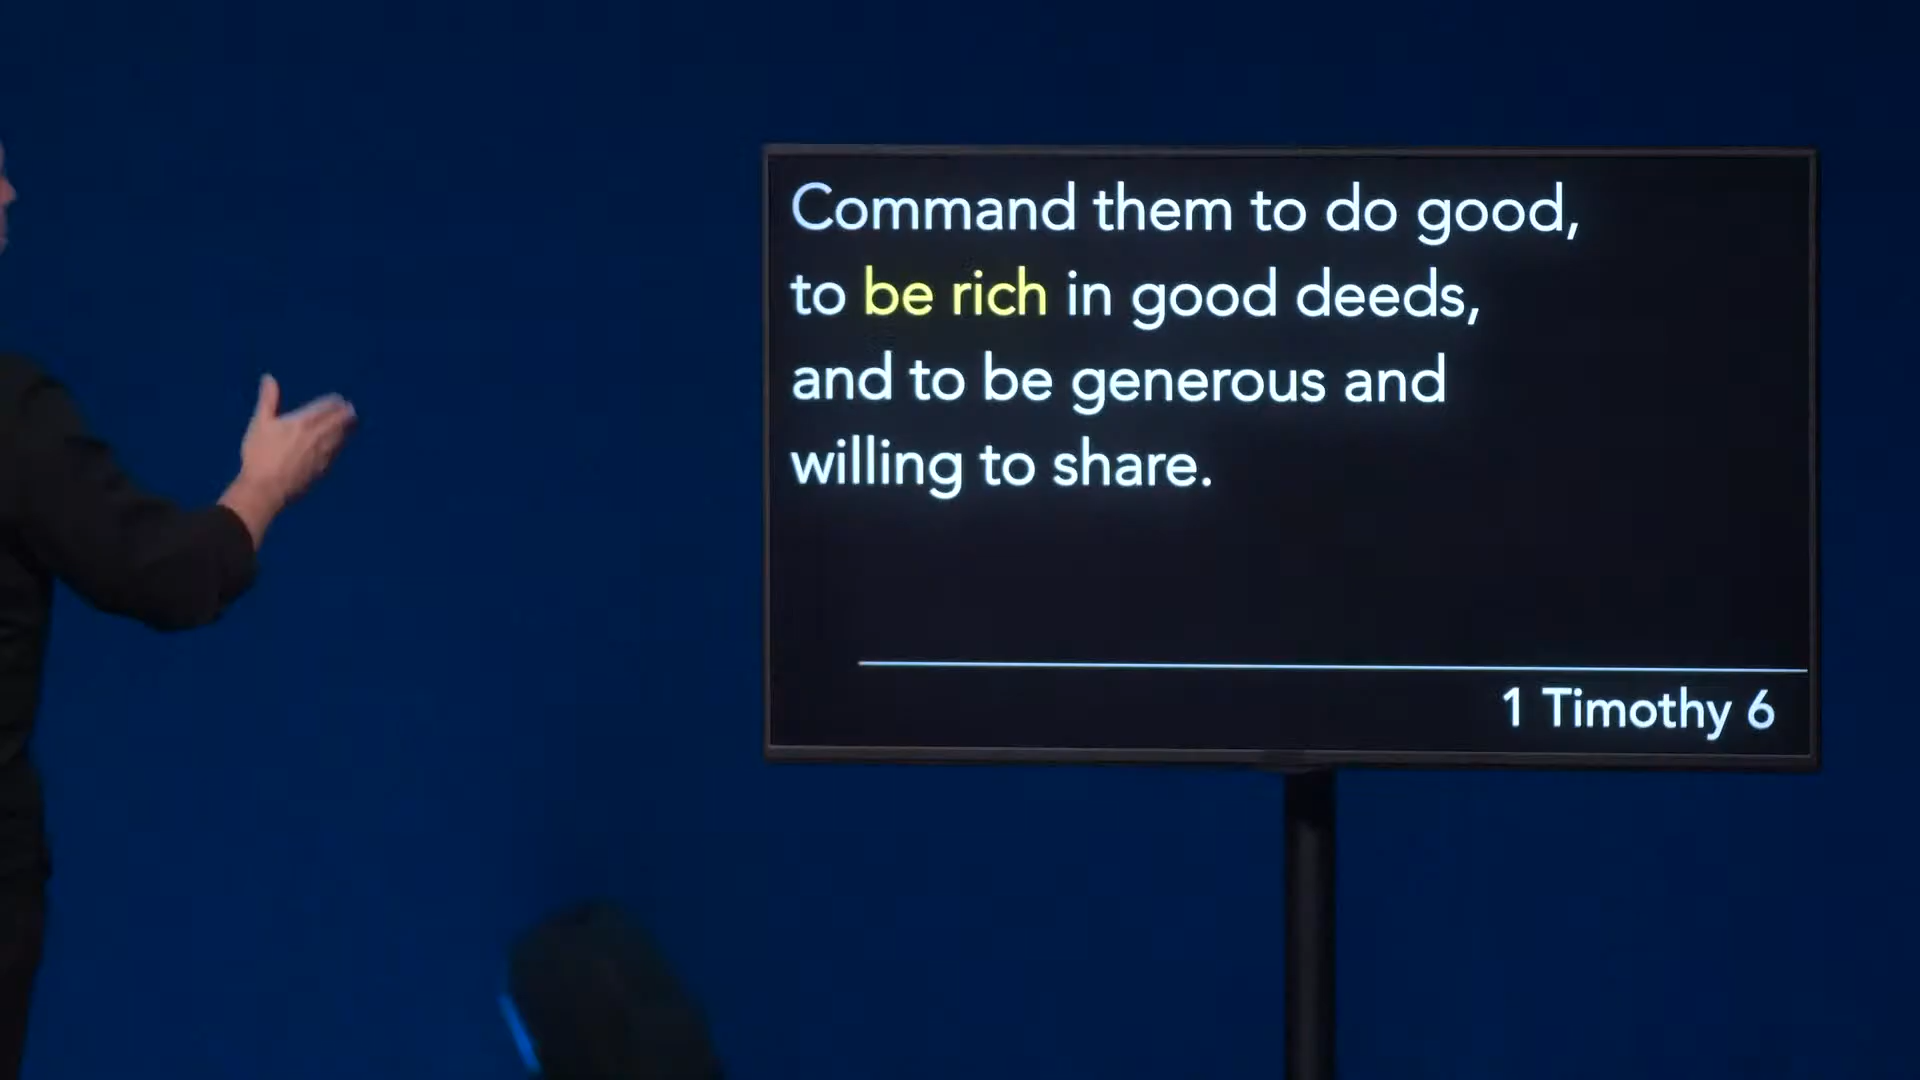 Command them to do good,
to be rich in good deeds,
and to be generous and
willing to share.
1 Timothy 6